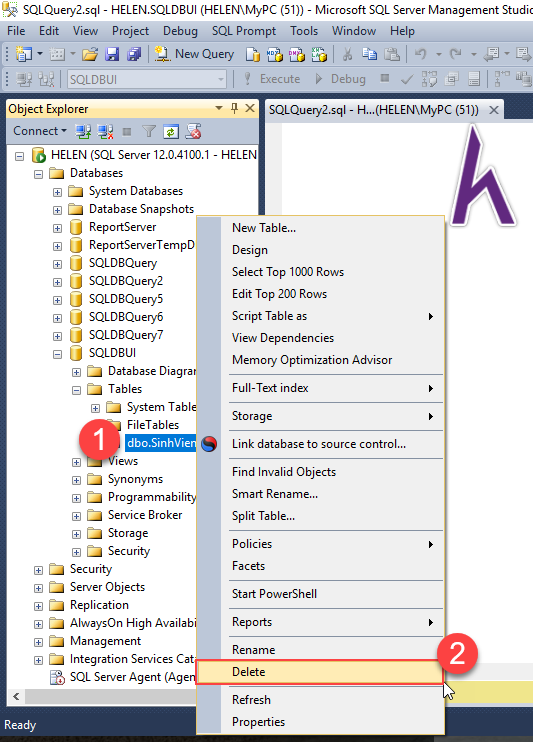 SQLQuery2.sql - HELEN.SQLDBUI (HELEN\MyPC (51))* - Microsoft SQL Server Management Studio
File Edit View Project Debug SQL Prompt Tools Window Help
New Query
SQLDBUI Execute Debug
Object Explorer
SQLQuery2.sql - H...(HELEN\MyPC (51))
Connect
HELEN (SQL Server 12.0.4100.1 - HELEN
Databases
System Databases
Database Snapshots
ReportServer
ReportServerTempD
SQLDBQuery
SQLDBQuery2
SQLDBQuery5
SQLDBQuery6
SQLDBQuery7
SQLDBUI
Database Diagran
Tables
System Table
FileTables
1
dbo.SinhVien
Views
Synonyms
Programmability
Service Broker
Storage
Security
Security
Server Objects
Replication
AlwaysOn High Availabi
Management
Integration Services Cata
SQL Server Agent (Agen
New Table...
Design
Select Top 1000 Rows
Edit Top 200 Rows
Script Table as
View Dependencies
Memory Optimization Advisor
Full-Text index
Storage
Link database to source control...
Find Invalid Objects
Smart Rename...
Split Table...
Policies
Facets
Start PowerShell
Reports
Rename
Delete
2
Refresh
Properties
Ready
h